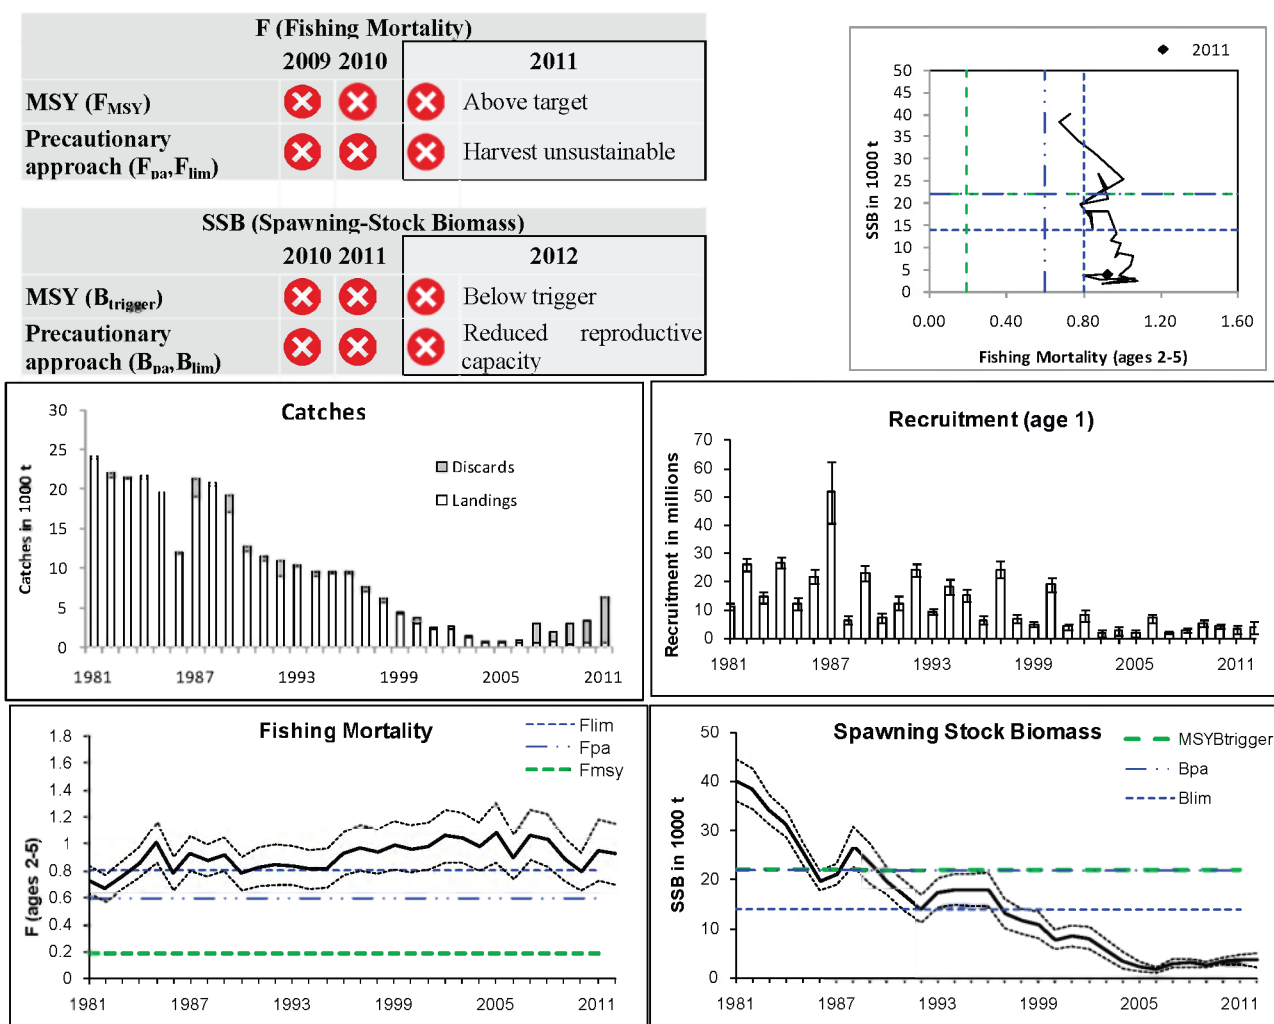 F (Fishing Mortality)
2009 2010 2011
MSY (FMSY) Above target
Precautionary
approach (Fpa,Flim) Harvest unsustainable
SSB (Spawning-Stock Biomass)
2010 2011 2012
MSY (Btrigger) Below trigger
Precautionary
approach (Bpa,Blim) Reduced reproductive
capacity
2011
50
45
40
35
30
25
20
15
10
5
0
SSB in 1000 t
0.00 0.40 0.80 1.20 1.60
Fishing Mortality (ages 2-5)
Catches
30
25
20
15
10
5
0
Catches in 1000 t
Discards
Landings
1981 1987 1993 1999 2005 2011
Recruitment (age 1)
70
60
50
40
30
20
10
0
Recruitment in millions
1981 1987 1993 1999 2005 2011
Fishing Mortality
Flim
Fpa
Fmsy
1.8
1.6
1.4
1.2
1
0.8
0.6
0.4
0.2
0
F (ages 2-5)
1981 1987 1993 1999 2005 2011
Spawning Stock Biomass
MSYBtrigger
Bpa
Blim
50
40
30
20
10
0
SSB in 1000 t
1981 1987 1993 1999 2005 2011